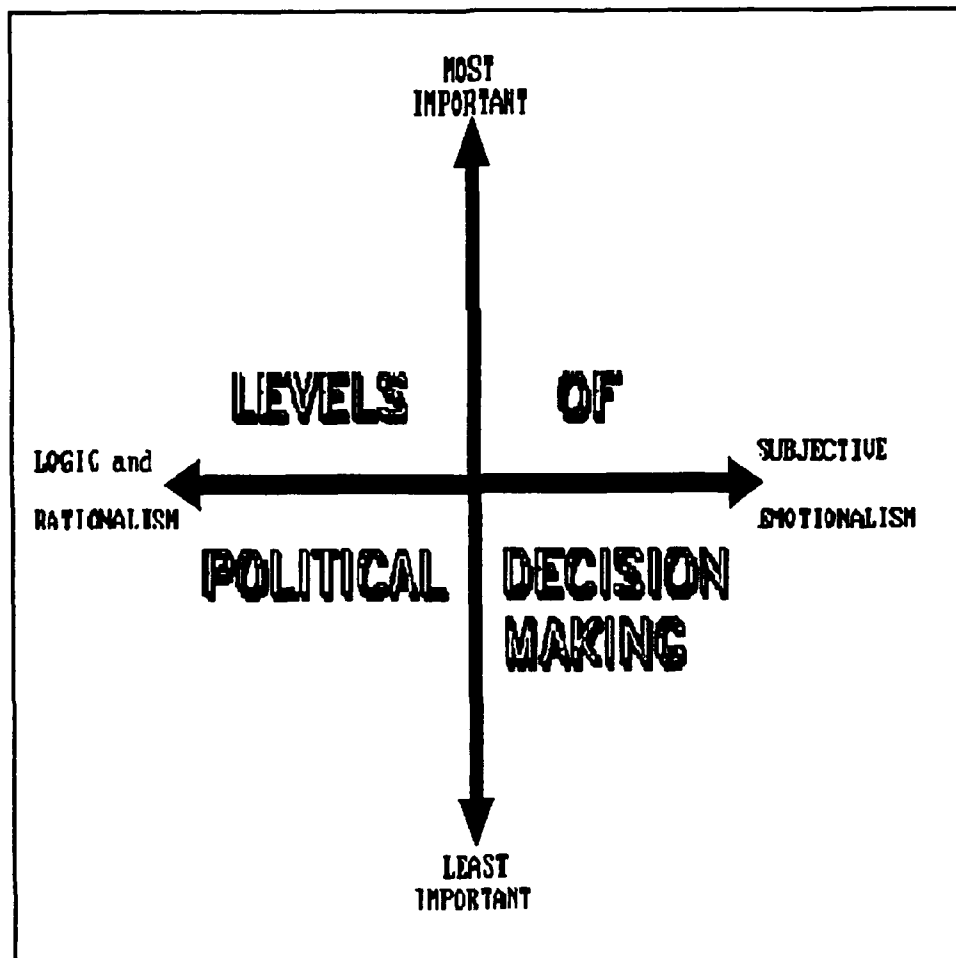 MOST
IMPORTANT
LEVELS OF
LOGIC and
RATIONALISM
SUBJECTIVE
EMOTIONALISM
POLITICAL DECISION
MAKING
LEAST
IMPORTANT